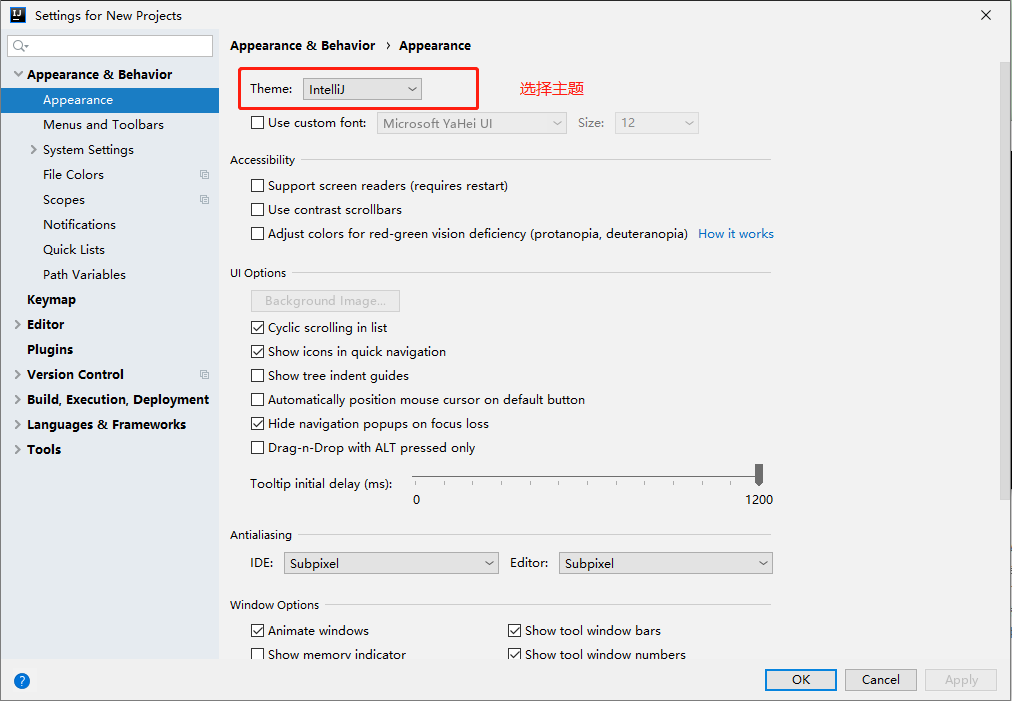 Settings for New Projects
Appearance & Behavior › Appearance
Appearance & Behavior
Appearance
Menus and Toolbars
System Settings
File Colors
Scopes
Notifications
Quick Lists
Path Variables
Keymap
Editor
Plugins
Version Control
Build, Execution, Deployment
Languages & Frameworks
Tools
Theme: IntelliJ 选择主题
Use custom font: Microsoft YaHei UI Size: 12
Accessibility
Support screen readers (requires restart)
Use contrast scrollbars
Adjust colors for red-green vision deficiency (protanopia, deuteranopia) How it works
UI Options
Background Image...
Cyclic scrolling in list
Show icons in quick navigation
Show tree indent guides
Automatically position mouse cursor on default button
Hide navigation popups on focus loss
Drag-n-Drop with ALT pressed only
Tooltip initial delay (ms):
0 1200
Antialiasing
IDE: Subpixel Editor: Subpixel
Window Options
Animate windows Show tool window bars
Show memory indicator Show tool window numbers
? OK Cancel Apply